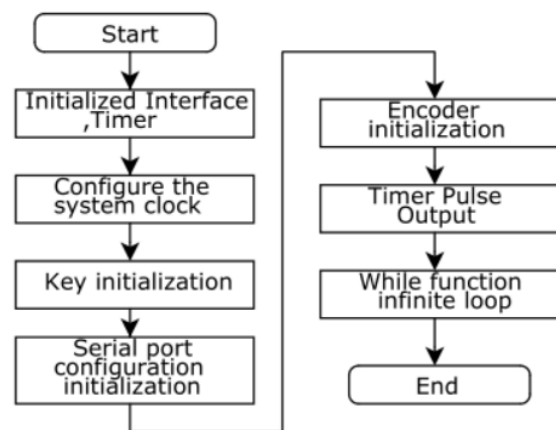 Start
Initialized Interface
,Timer
Configure the
system clock
Key initialization
Serial port
configuration
initialization
Encoder
initialization
Timer Pulse
Output
While function
infinite loop
End